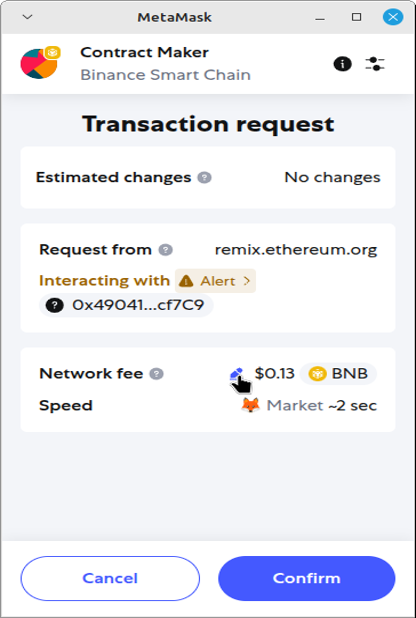 MetaMask
Contract Maker
Binance Smart Chain
Transaction request
Estimated changes ? No changes
Request from ? remix.ethereum.org
Interacting with Alert >
? 0x49041...cf7C9
Network fee ? $0.13 BNB
Speed Market ~2 sec
Cancel Confirm